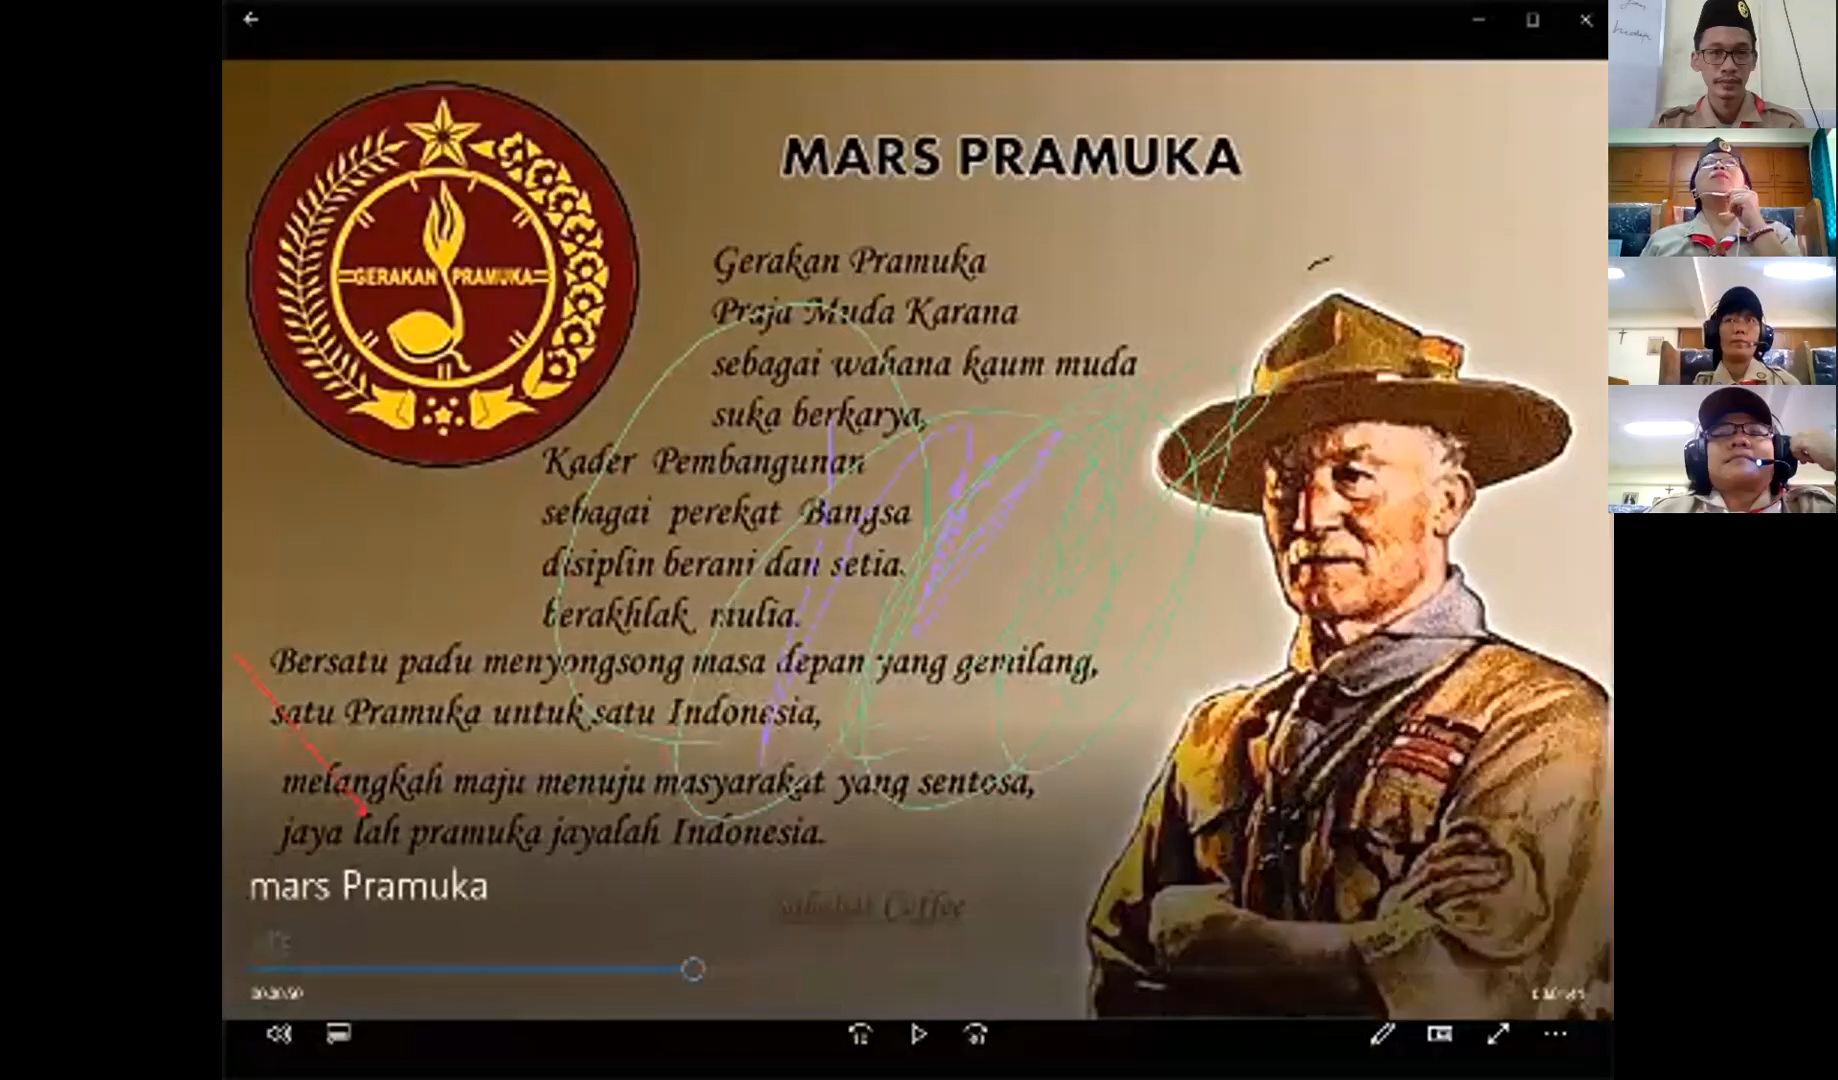 MARS PRAMUKA
GERAKAN PRAMUKA
Gerakan Pramuka
Praja Muda Karana
sebagai wahana kaum muda
suka berkarya,
Kader Pembangunan
sebagai perekat Bangsa
disiplin berani dan setia.
berakhlak mulia.
Bersatu padu menyongsong masa depan yang gemilang,
satu Pramuka untuk satu Indonesia,
melangkah maju menuju masyarakat yang sentosa,
jaya lah pramuka jayalah Indonesia.
mars Pramuka
Coffee